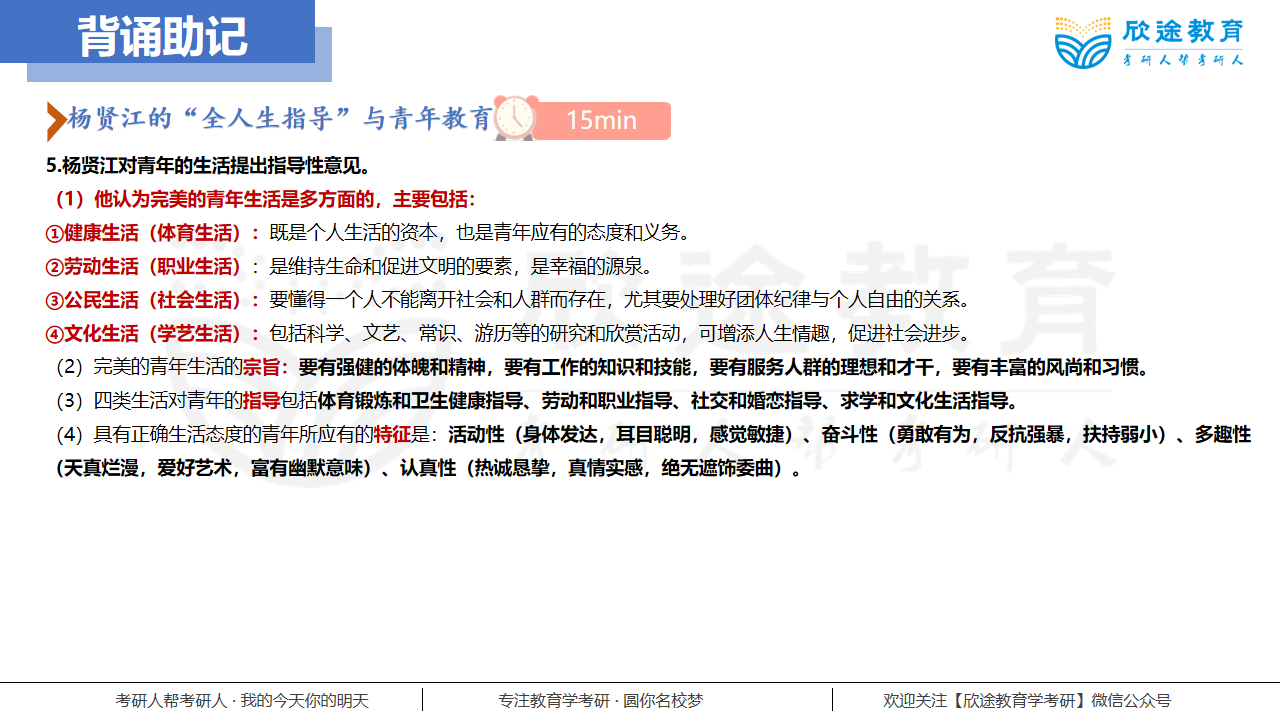 背诵助记
欣途教育
考研人帮考研人
杨贤江的“全人生指导”与青年教育
15min
5.杨贤江对青年的生活提出指导性意见。
（1）他认为完美的青年生活是多方面的，主要包括：
①健康生活（体育生活）：既是个人生活的资本，也是青年应有的态度和义务。
②劳动生活（职业生活）：是维持生命和促进文明的要素，是幸福的源泉。
③公民生活（社会生活）：要懂得一个人不能离开社会和人群而存在，尤其要处理好团体纪律与个人自由的关系。
④文化生活（学艺生活）：包括科学、文艺、常识、游历等的研究和欣赏活动，可增添人生情趣，促进社会进步。
（2）完美的青年生活的宗旨：要有强健的体魄和精神，要有工作的知识和技能，要有服务人群的理想和才干，要有丰富的风尚和习惯。
（3）四类生活对青年的指导包括体育锻炼和卫生健康指导、劳动和职业指导、社交和婚恋指导、求学和文化生活指导。
（4）具有正确生活态度的青年所应有的特征是：活动性（身体发达，耳目聪明，感觉敏捷）、奋斗性（勇敢有为，反抗强暴，扶持弱小）、多趣性
（天真烂漫，爱好艺术，富有幽默意味）、认真性（热诚恳挚，真情实感，绝无遮饰委曲）。
欣途教育
考研人帮考研人
考研人帮考研人 · 我的今天你的明天
专注教育学考研 · 圆你名校梦
欢迎关注【欣途教育学考研】微信公众号